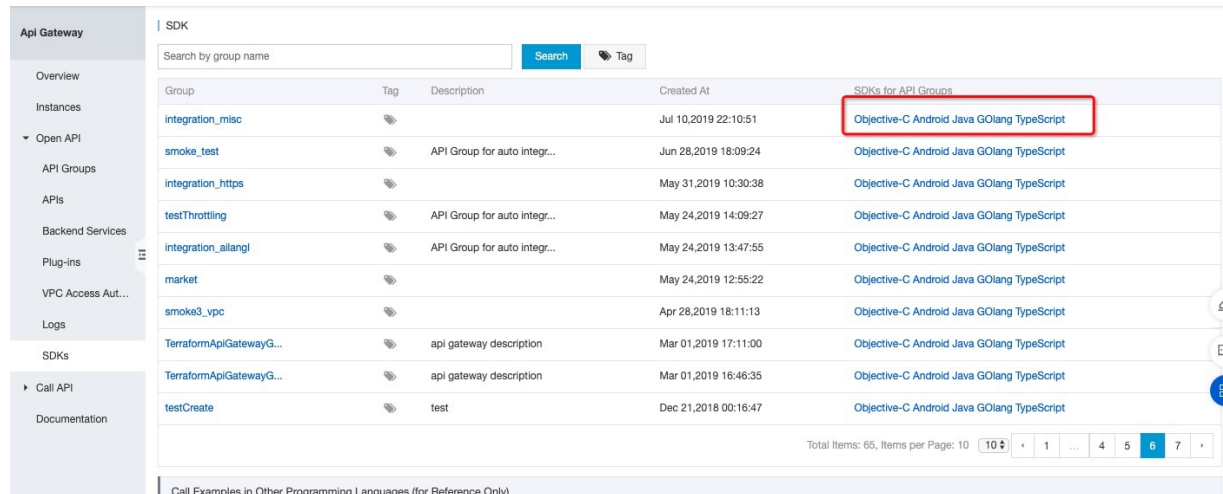 Api Gateway
Overview
Instances
Open API
API Groups
APIs
Backend Services
Plug-ins
VPC Access Aut...
Logs
SDKs
Call API
Documentation
SDK
Search by group name Search Tag
Group Tag Description Created At SDKs for API Groups
integration_misc Jul 10,2019 22:10:51 Objective-C Android Java GOlang TypeScript
smoke_test API Group for auto integr... Jun 28,2019 18:09:24 Objective-C Android Java GOlang TypeScript
integration_https May 31,2019 10:30:38 Objective-C Android Java GOlang TypeScript
testThrottling API Group for auto integr... May 24,2019 14:09:27 Objective-C Android Java GOlang TypeScript
integration_ailangl API Group for auto integr... May 24,2019 13:47:55 Objective-C Android Java GOlang TypeScript
market May 24,2019 12:55:22 Objective-C Android Java GOlang TypeScript
smoke3_vpc Apr 28,2019 18:11:13 Objective-C Android Java GOlang TypeScript
TerraformApiGatewayG... api gateway description Mar 01,2019 17:11:00 Objective-C Android Java GOlang TypeScript
TerraformApiGatewayG... api gateway description Mar 01,2019 16:46:35 Objective-C Android Java GOlang TypeScript
testCreate test Dec 21,2018 00:16:47 Objective-C Android Java GOlang TypeScript
Total Items: 65, Items per Page: 10 10 ‹ 1 ... 4 5 6 7 ›
Call Examples in Other Programming Languages (for Reference Only)